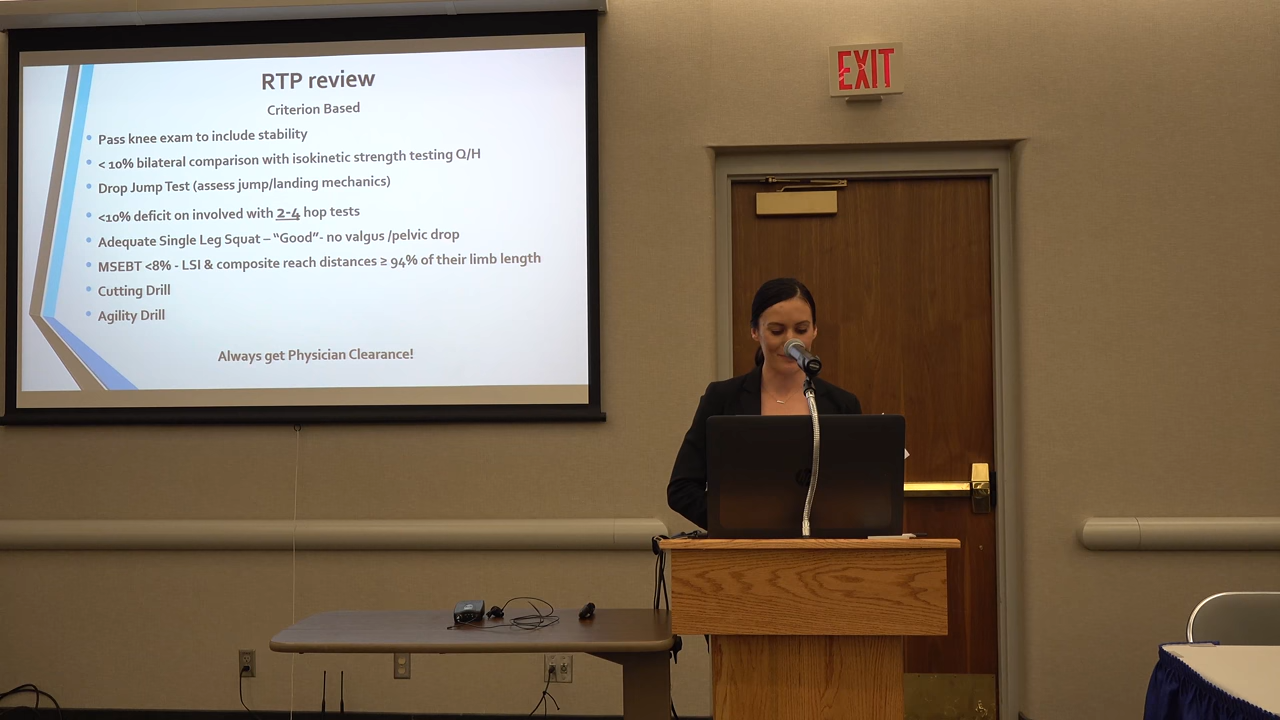 RTP review
Criterion Based
Pass knee exam to include stability
< 10% bilateral comparison with isokinetic strength testing Q/H
Drop Jump Test (assess jump/landing mechanics)
<10% deficit on involved with 2-4 hop tests
Adequate Single Leg Squat – “Good”- no valgus /pelvic drop
MSEBT <8% - LSI & composite reach distances ≥ 94% of their limb length
Cutting Drill
Agility Drill
Always get Physician Clearance!
EXIT